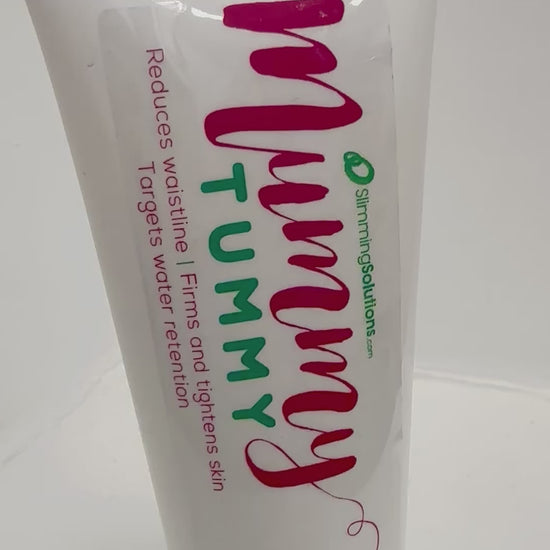 SlimmingSolutions.com
Mummy
TUMMY
Reduces waistline | Firms and tightens skin
Targets water retention